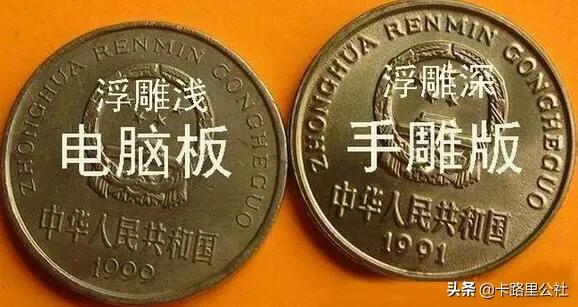 ZHONGHUA RENMIN GONGHEGUO
浮雕浅
电脑板
中华人民共和国
1999
ZHONGHUA RENMIN GONGHEGUO
浮雕深
手雕版
中华人民共和国
1991
头条 @卡路里公社